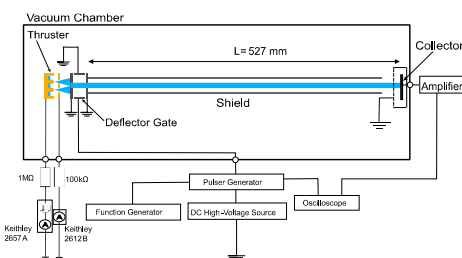 Vacuum Chamber
Thruster
L= 527 mm
Collector
Amplifier
Shield
Deflector Gate
1MΩ
100kΩ
Pulser Generator
Function Generator
DC High-Voltage Source
Oscilloscope
A
A
Keithley
2657A
Keithley
2612B